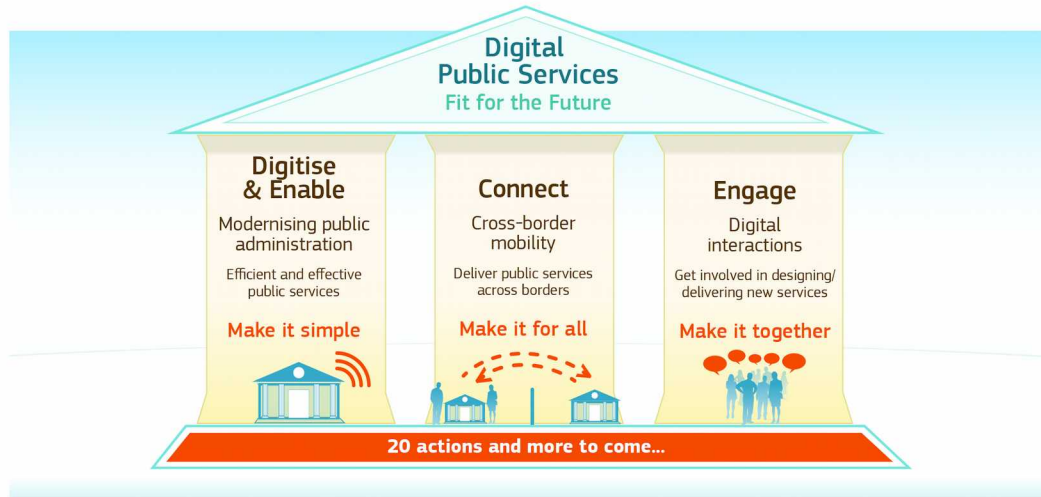 Digital
Public Services
Fit for the Future
Digitise
& Enable
Modernising public
administration
Efficient and effective
public services
Make it simple
Connect
Cross-border
mobility
Deliver public services
across borders
Make it for all
Engage
Digital
interactions
Get involved in designing/
delivering new services
Make it together
20 actions and more to come...